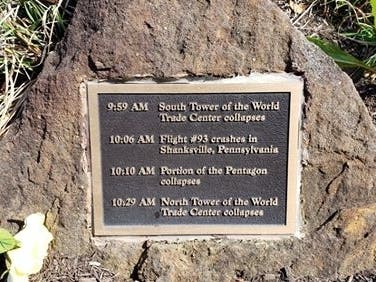 9:59 AM South Tower of the World
Trade Center collapses
10:06 AM Flight #93 crashes in
Shanksville, Pennsylvania
10:10 AM Portion of the Pentagon
collapses
10:29 AM North Tower of the World
Trade Center collapses